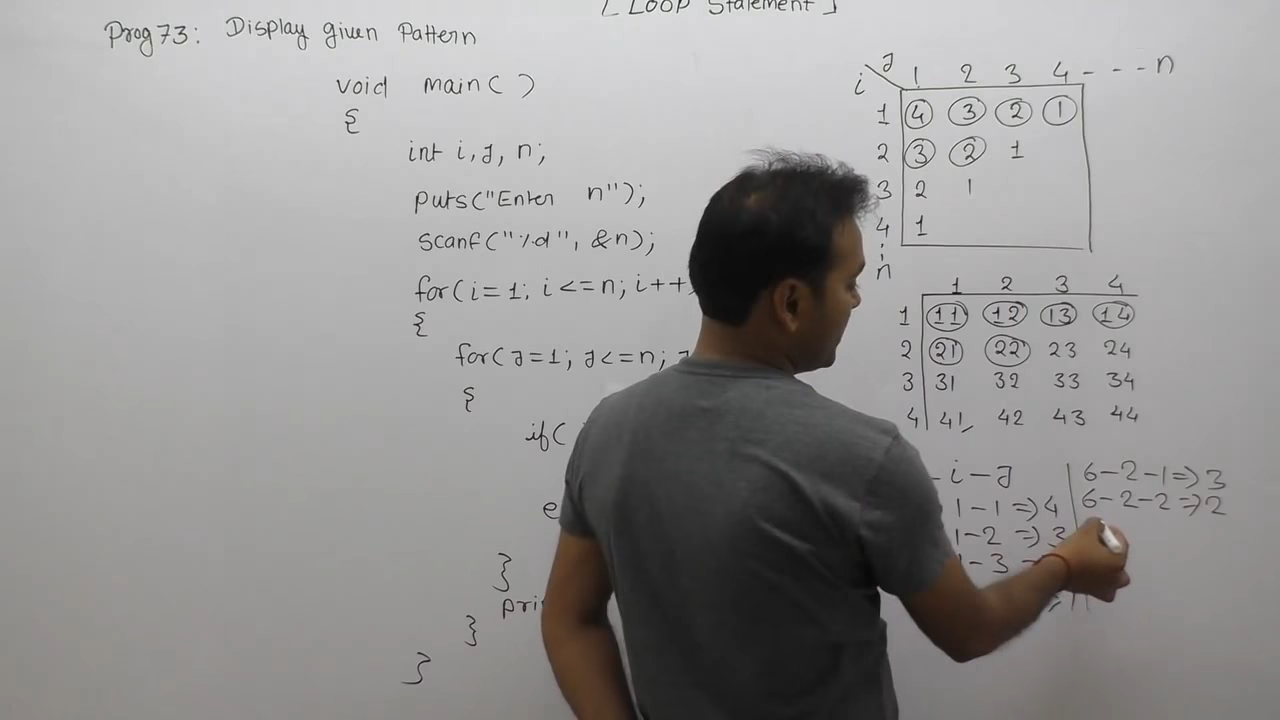 [ Loop Statement ]
Prog 73: Display given Pattern
void main( )
{
int i, J, n;
puts("Enter n");
scanf("%d", &n);
for(i=1; i<=n; i++
{
for(J=1; J<=n;
{
if(
e
}
pri
}
}
J
i
1 2 3 4 - - - n
1 4 3 2 1
2 3 2 1
3 2 1
4 1
n
1 2 3 4
1 11 12 13 14
2 21 22 23 24
3 31 32 33 34
4 41 42 43 44
- i - J
1 - 1 => 4
1 - 2 => 3
- 3
6 - 2 - 1 => 3
6 - 2 - 2 => 2